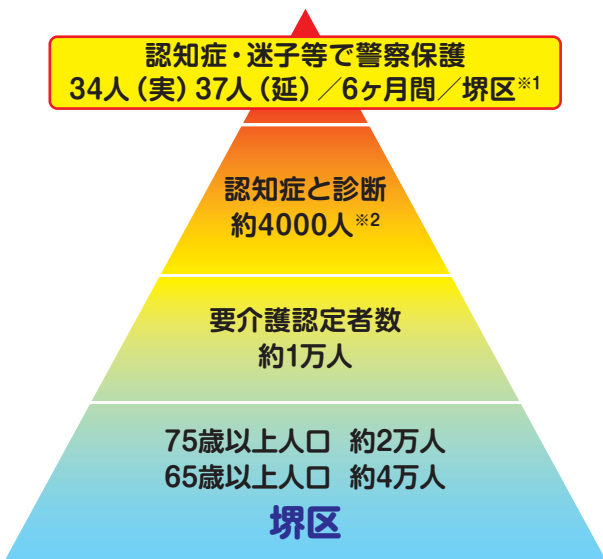 認知症・迷子等で警察保護
34人(実)37人(延)/6ヶ月間/堺区※1
認知症と診断
約4000人※2
要介護認定者数
約1万人
75歳以上人口 約2万人
65歳以上人口 約4万人
堺区